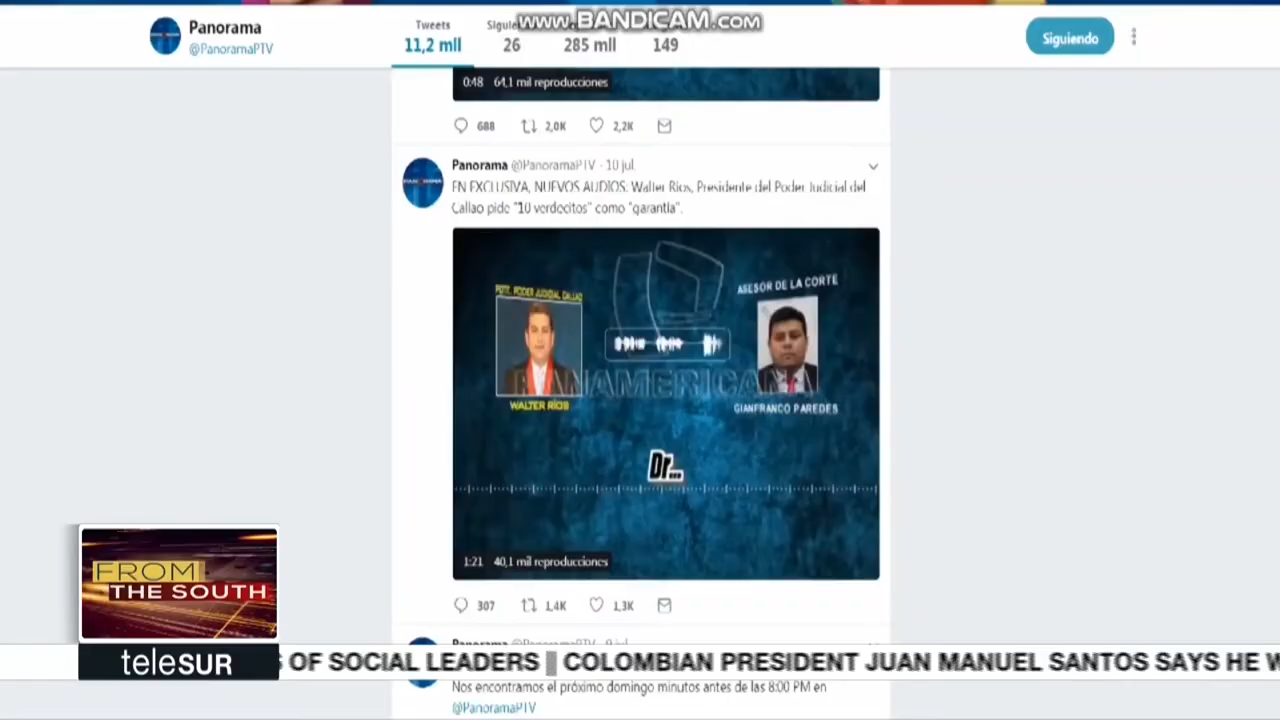 www.BANDICAM.com
Panorama
@PanoramaPTV
Tweets
11,2 mil
26
285 mil
149
Siguiendo
0:48 64,1 mil reproducciones
688 2,0K 2,2K
Panorama @PanoramaPTV · 10 jul.
EN EXCLUSIVA, NUEVOS AUDIOS: Walter Ríos, Presidente del Poder Judicial del
Callao pide "10 verdecitos" como "garantía".
PDTE. PODER JUDICIAL CALLAO
ASESOR DE LA CORTE
PANAMERICANA
WALTER RÍOS
GIANFRANCO PAREDES
Dr...
1:21 40,1 mil reproducciones
307 1,4K 1,3K
Panorama @PanoramaPTV · 9 jul.
Nos encontramos el próximo domingo minutos antes de las 8:00 PM en
@PanoramaPTV
FROM
THE SOUTH
teleSUR
OF SOCIAL LEADERS || COLOMBIAN PRESIDENT JUAN MANUEL SANTOS SAYS HE